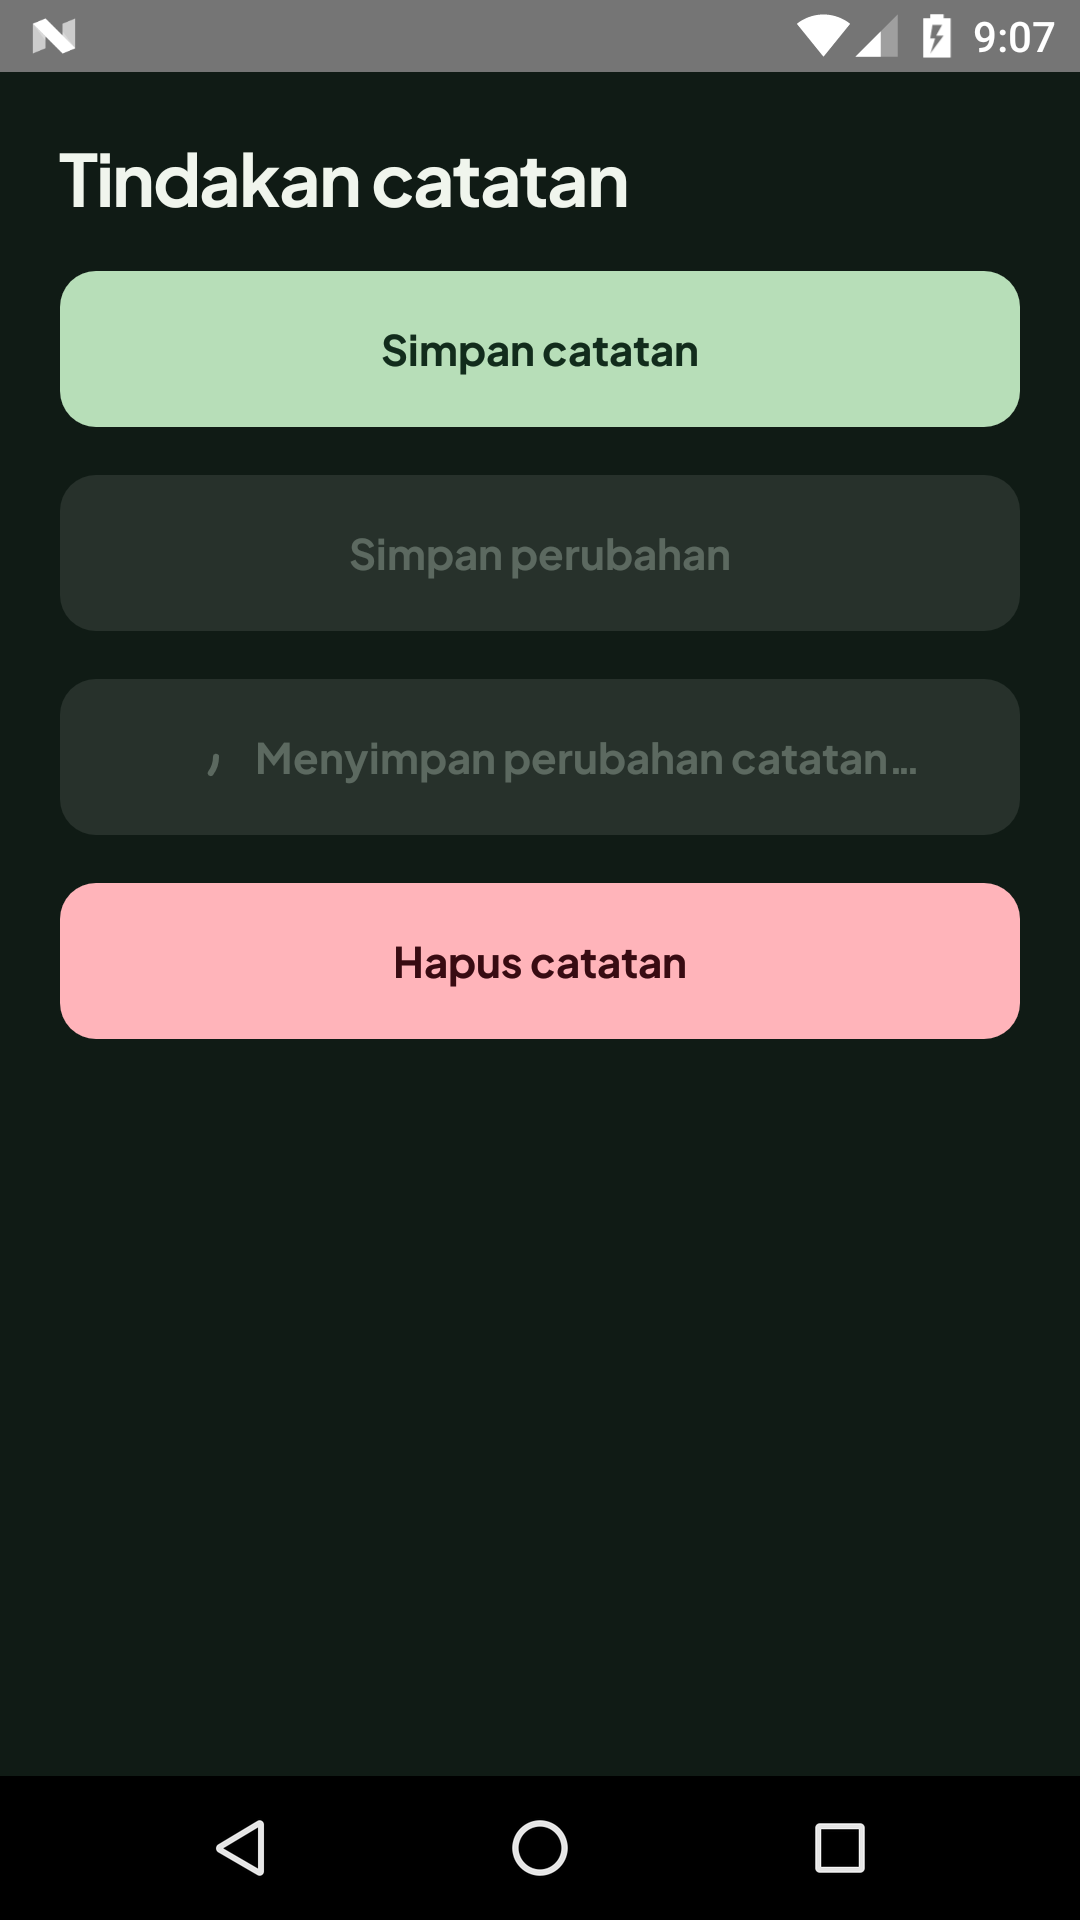 9:07
Tindakan catatan
Simpan catatan
Simpan perubahan
Menyimpan perubahan catatan…
Hapus catatan